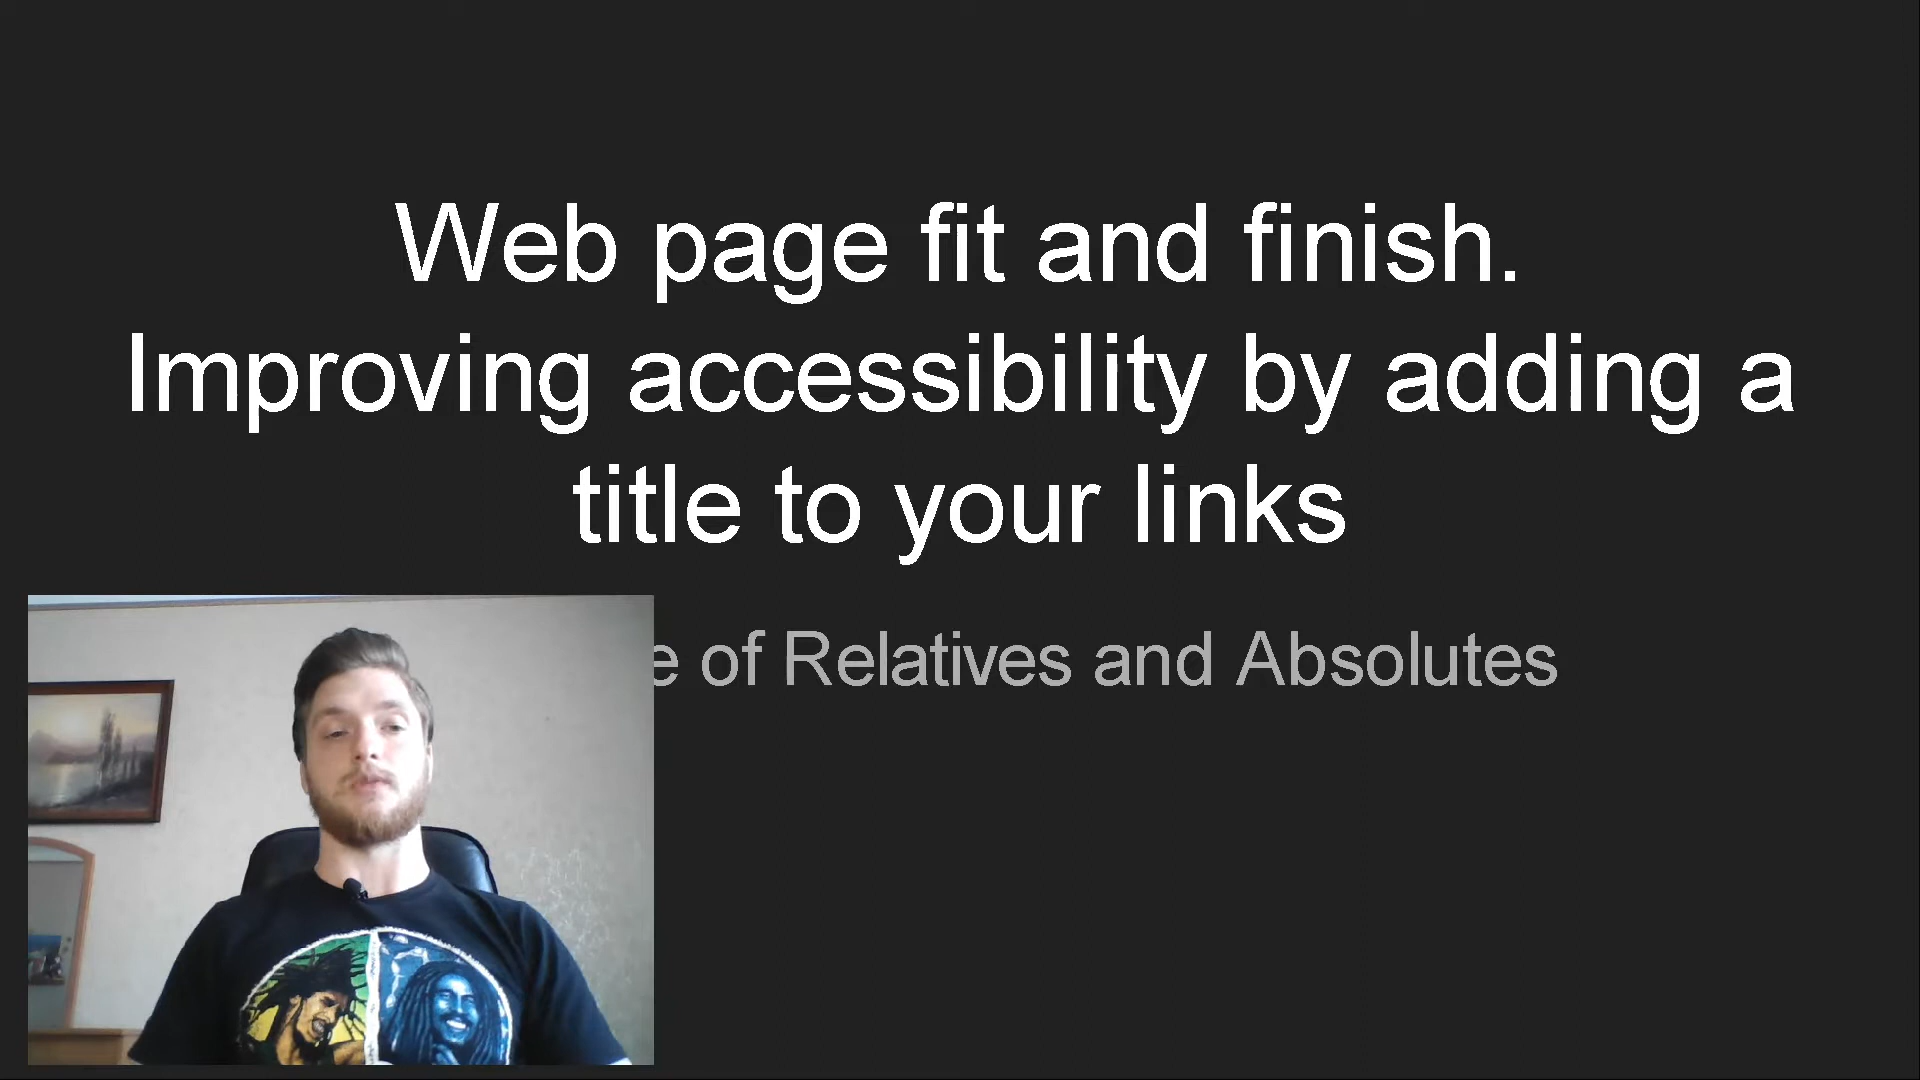 Web page fit and finish.
Improving accessibility by adding a
title to your links
of Relatives and Absolutes